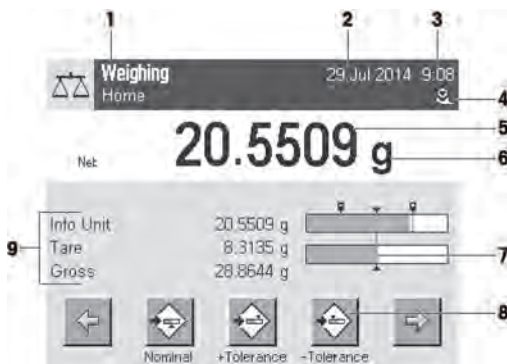 1 2 3
Weighing 29 Jul 2014 9:08
Home
4
5
Net 20.5509 g
6
Info Unit 20.5509 g
9 Tare 8.3135 g 7
Gross 28.8644 g
8
Nominal +Tolerance -Tolerance